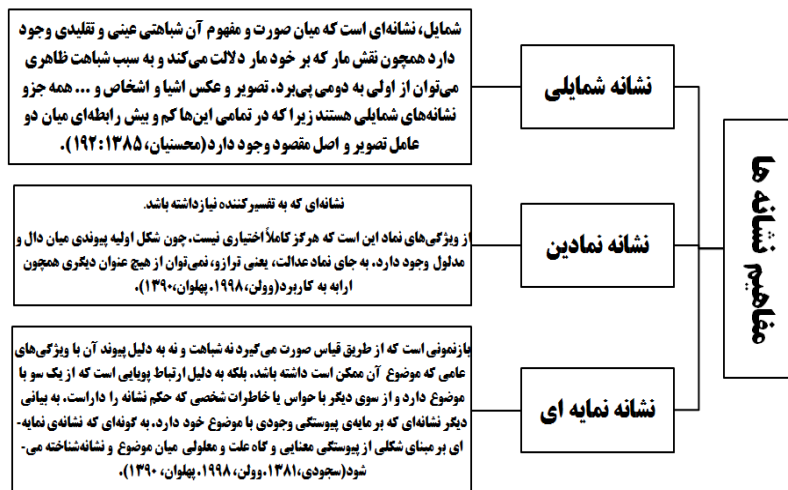 مفاهیم نشانه ها
نشانه شمایلی
شمایل، نشانه‌ای است که میان صورت و مفهوم آن شباهتی عینی و تقلیدی وجود
دارد همچون نقش مار که بر خود مار دلالت می‌کند و به سبب شباهت ظاهری
می‌توان از اولی به دومی پی‌برد. تصویر و عکس اشیا و اشخاص و ... همه جزو
نشانه‌های شمایلی هستند زیرا که در تمامی این‌ها کم و بیش رابطه‌ای میان دو
عامل تصویر و اصل مقصود وجود دارد(محسنیان، ۱۳۸۵: ۱۹۲).
نشانه نمادین
نشانه‌ای که به تفسیرکننده نیازداشته باشد.
از ویژگی‌های نماد این است که هرگز کاملاً اختیاری نیست. چون شکل اولیه پیوندی میان دال و
مدلول وجود دارد. به جای نماد عدالت، یعنی ترازو، نمی‌توان از هیچ عنوان دیگری همچون
ارابه به کاربرد(وولن، ۱۹۹۸. پهلوان، ۱۳۹۰).
نشانه نمایه ای
بازنمونی است که از طریق قیاس صورت می‌گیرد نه شباهت و نه به دلیل پیوند آن با ویژگی‌های
عامی که موضوع آن ممکن است داشته باشد. بلکه به دلیل ارتباط پویایی است که از یک سو با
موضوع دارد و از سوی دیگر با حواس یا خاطرات شخصی که حکم نشانه را داراست. به بیانی
دیگر نشانه‌ای که بر مایه‌ی پیوستگی وجودی با موضوع خود دارد. به گونه‌ای که نشانه‌ی نمایه-
ای بر مبنای شکلی از پیوستگی معنایی و گاه علت و معلولی میان موضوع و نشانه‌شناخته می-
شود(سجودی، ۱۳۸۱. وولن، ۱۹۹۸. پهلوان، ۱۳۹۰).